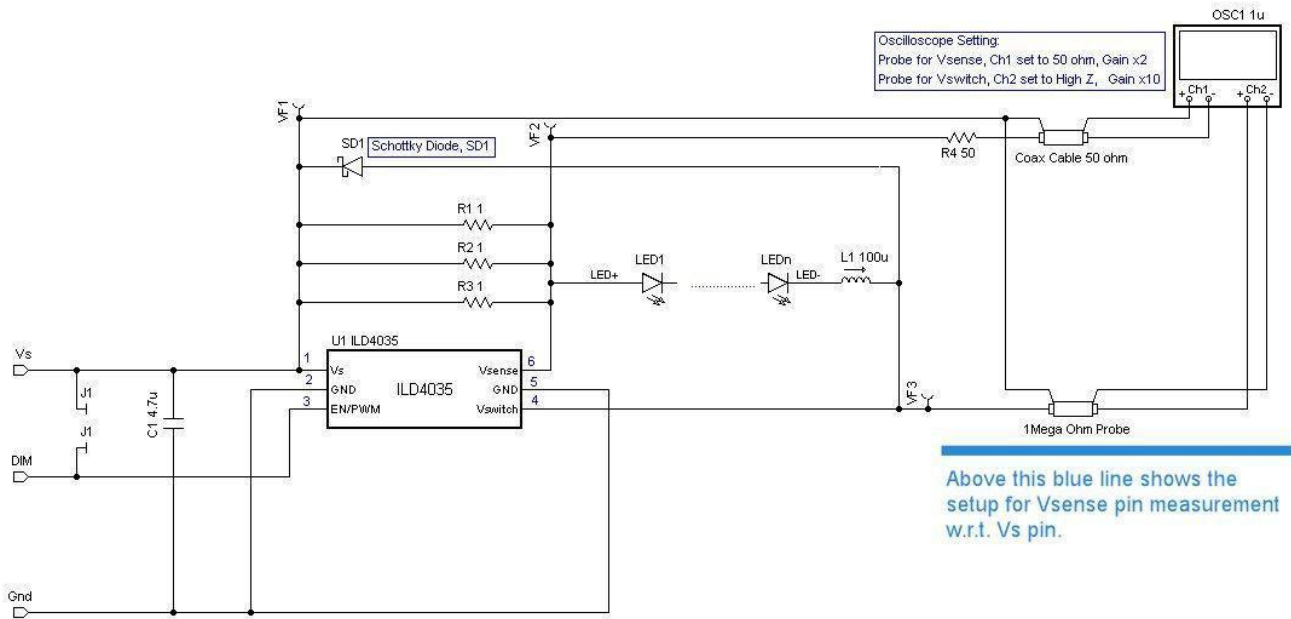 OSC1 1u
Oscilloscope Setting:
Probe for Vsense, Ch1 set to 50 ohm, Gain x2
Probe for Vswitch, Ch2 set to High Z, Gain x10
+ Ch1 - + Ch2 -
VF1
VF2
SD1 Schottky Diode, SD1
R4 50
Coax Cable 50 ohm
R1 1
R2 1
R3 1
LED+
LED1
LEDn
LED-
L1 100u
U1 ILD4035
Vs
1 Vs
2 GND
3 EN/PWM
ILD4035
Vsense 6
GND 5
Vswitch 4
J1
J1
C1 4.7u
VF3
1Mega Ohm Probe
DIM
Gnd
Above this blue line shows the
setup for Vsense pin measurement
w.r.t. Vs pin.